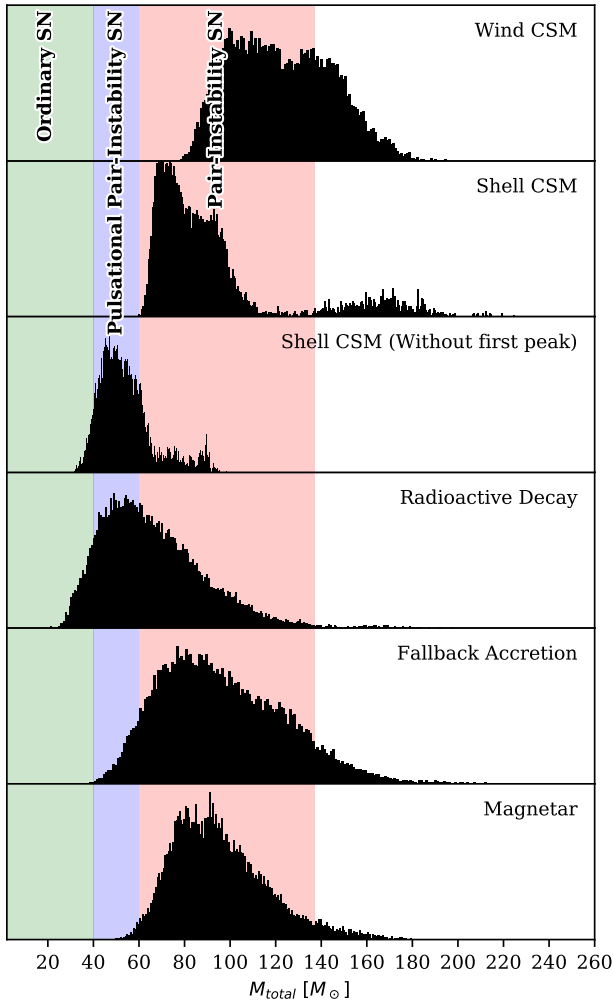 Ordinary SN
Pulsational Pair-Instability SN
Pair-Instability SN
Wind CSM
Shell CSM
Shell CSM (Without first peak)
Radioactive Decay
Fallback Accretion
Magnetar
20 40 60 80 100 120 140 160 180 200 220 240 260
M_total [M_⊙]